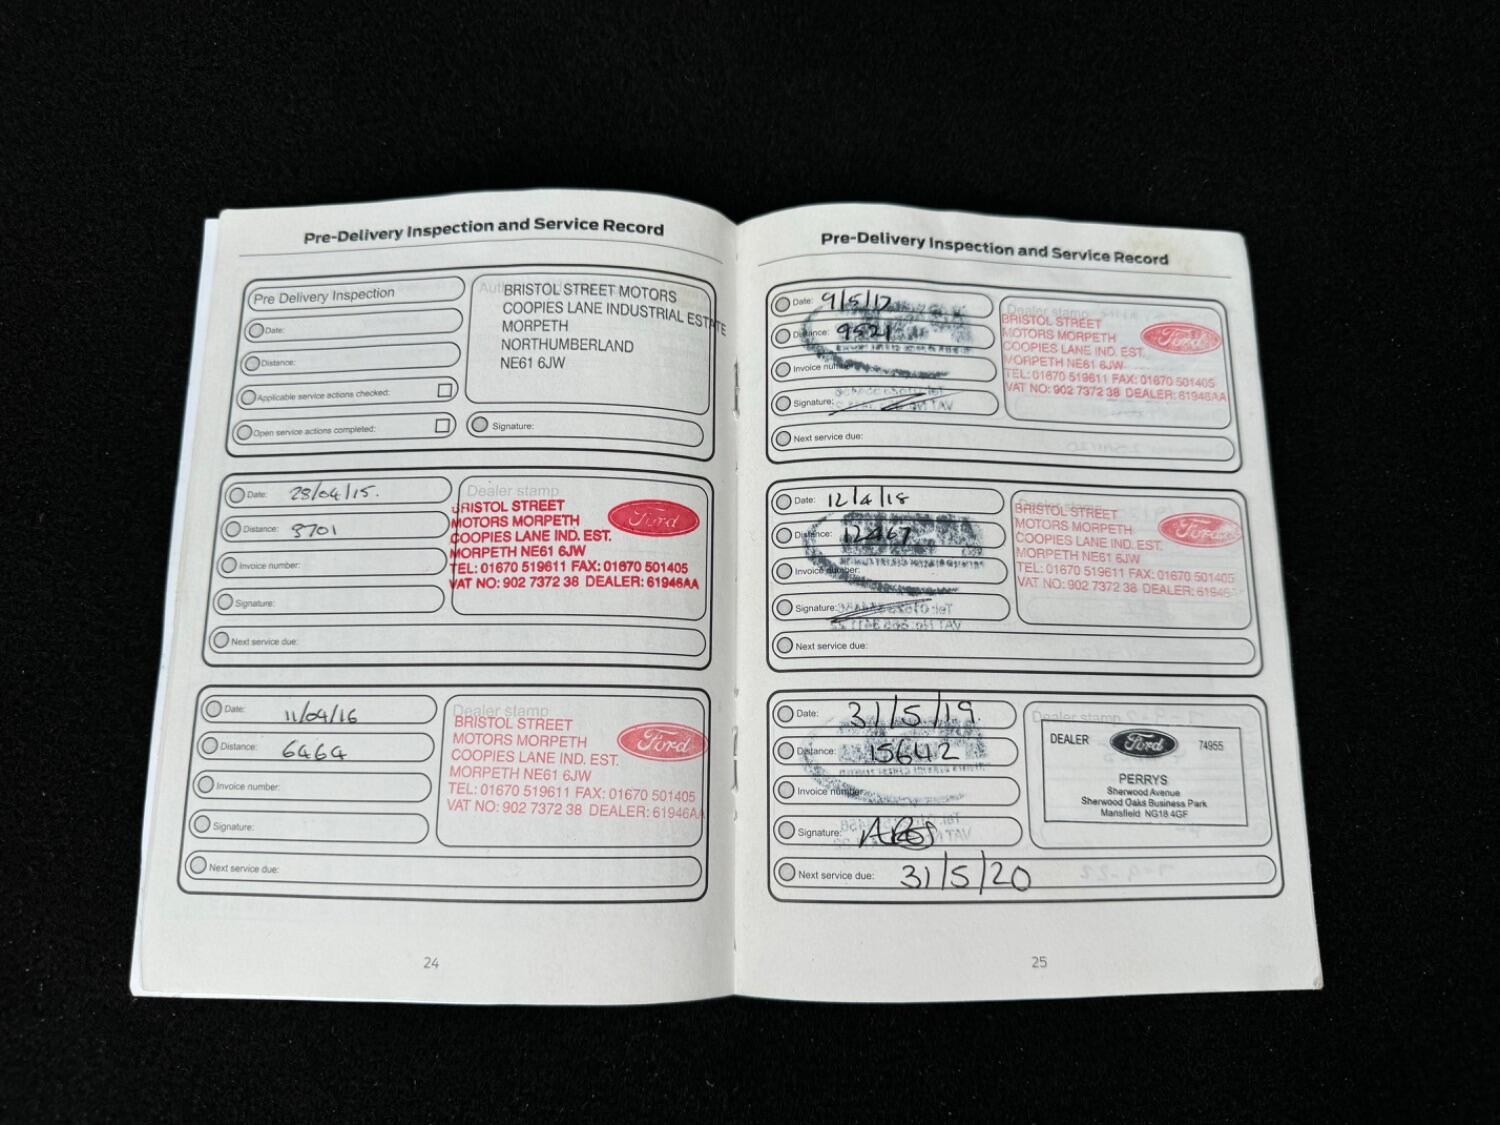 Pre-Delivery Inspection and Service Record
Pre Delivery Inspection
Date:
Distance:
Applicable service actions checked:
Open service actions completed:
BRISTOL STREET MOTORS
COOPIES LANE INDUSTRIAL ESTATE
MORPETH
NORTHUMBERLAND
NE61 6JW
Signature:
Date: 28/04/15.
Distance: 3701
Invoice number:
Signature:
Next service due:
Dealer stamp
BRISTOL STREET
MOTORS MORPETH
COOPIES LANE IND. EST.
MORPETH NE61 6JW
TEL: 01670 519611 FAX: 01670 501405
VAT NO: 902 7372 38 DEALER: 61946AA
Ford
Date: 11/04/16
Distance: 6464
Invoice number:
Signature:
Next service due:
Dealer stamp
BRISTOL STREET
MOTORS MORPETH
COOPIES LANE IND. EST.
MORPETH NE61 6JW
TEL: 01670 519611 FAX: 01670 501405
VAT NO: 902 7372 38 DEALER: 61946AA
Ford
24
Pre-Delivery Inspection and Service Record
Date: 9/5/17
Distance: 9521
Invoice number:
Signature:
Next service due:
Dealer stamp
BRISTOL STREET
MOTORS MORPETH
COOPIES LANE IND. EST.
MORPETH NE61 6JW
TEL: 01670 519611 FAX: 01670 501405
VAT NO: 902 7372 38 DEALER: 61946AA
Ford
Date: 12/4/18
Distance:
Invoice number:
Signature:
Next service due:
Dealer stamp
BRISTOL STREET
MOTORS MORPETH
COOPIES LANE IND. EST.
MORPETH NE61 6JW
TEL: 01670 519611 FAX: 01670 501405
VAT NO: 902 7372 38 DEALER: 61946
Ford
Date: 31/5/19
Distance: 15642
Invoice number:
Signature:
Next service due: 31/5/20
Dealer stamp
DEALER Ford 74955
PERRYS
Sherwood Avenue
Sherwood Oaks Business Park
Mansfield NG18 4GF
25